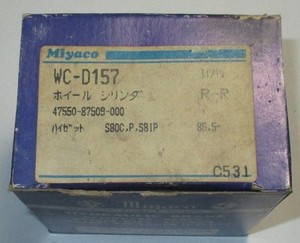 Miyaco
WC-D157
ホイール シリンダ R-R
47550-87509-000
ハイゼット S80C,P,S81P 86.5-
C531